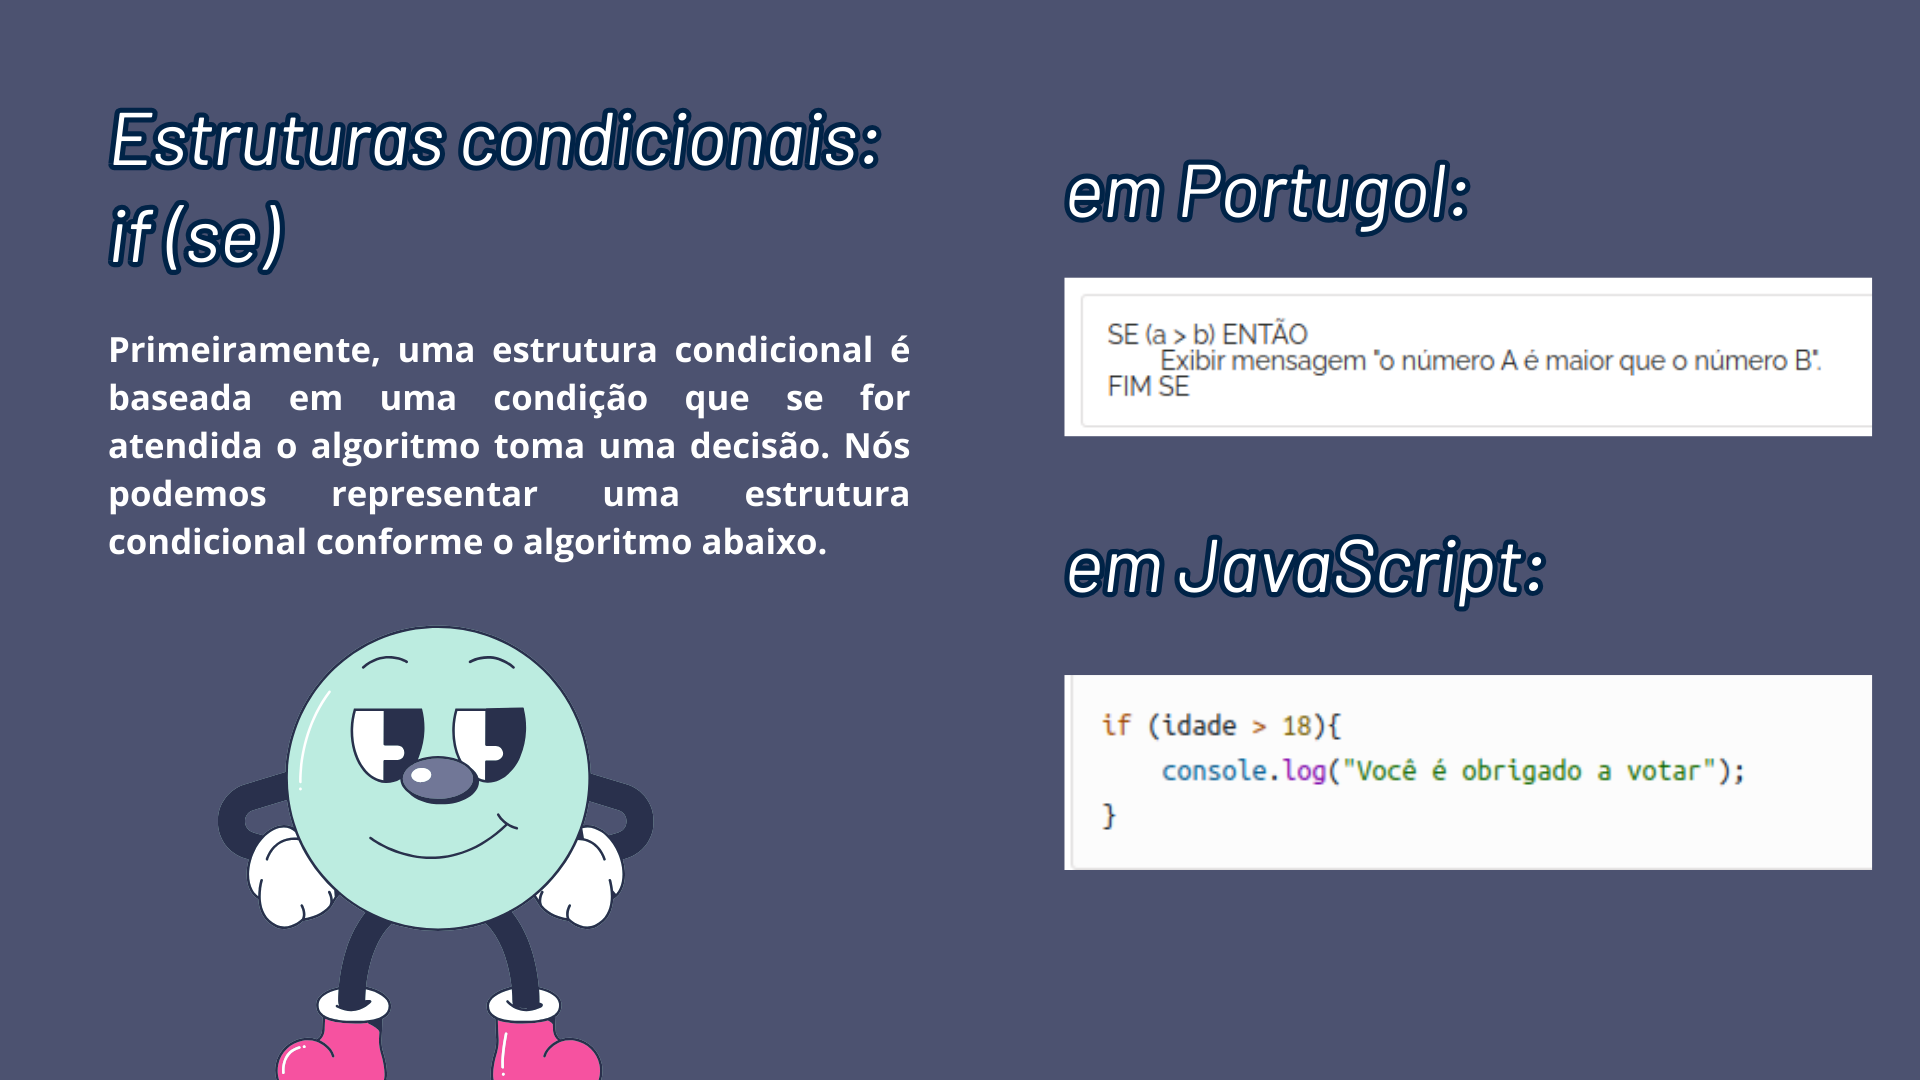 Estruturas condicionais:
if (se)
Primeiramente, uma estrutura condicional é
baseada em uma condição que se for
atendida o algoritmo toma uma decisão. Nós
podemos representar uma estrutura
condicional conforme o algoritmo abaixo.
em Portugol:
SE (a > b) ENTÃO
Exibir mensagem "o número A é maior que o número B".
FIM SE
em JavaScript:
if (idade > 18){
console.log("Você é obrigado a votar");
}